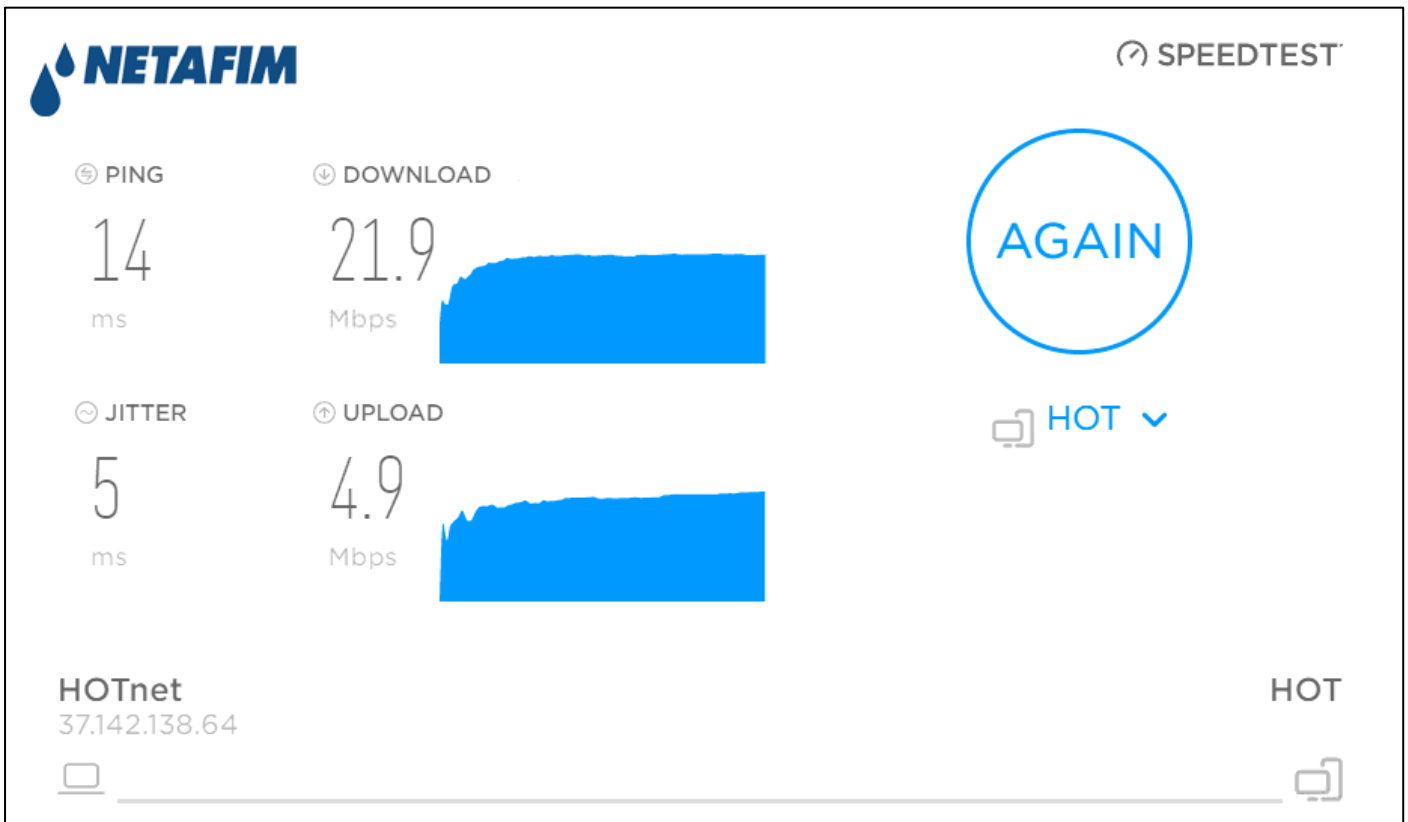 NETAFIM
SPEEDTEST
PING
DOWNLOAD
14
21.9
ms
Mbps
AGAIN
JITTER
UPLOAD
HOT
5
4.9
ms
Mbps
HOTnet
HOT
37.142.138.64